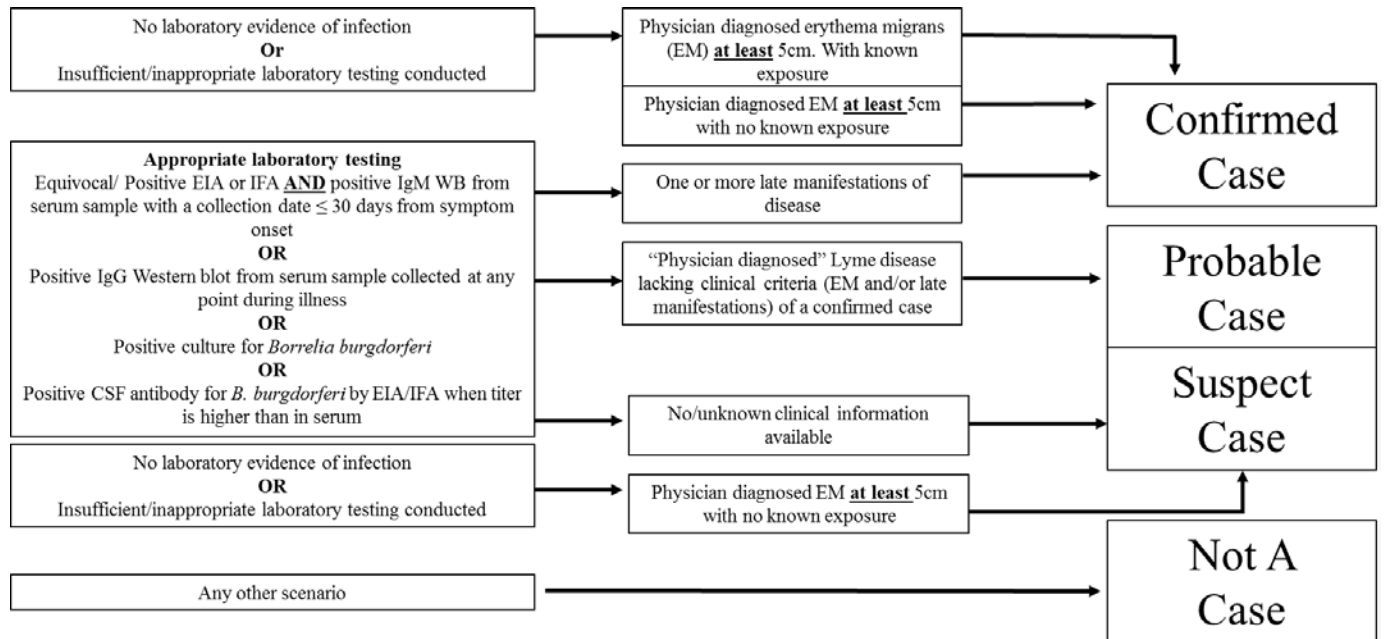 No laboratory evidence of infection
Or
Insufficient/inappropriate laboratory testing conducted
Physician diagnosed erythema migrans
(EM) at least 5cm. With known
exposure
Physician diagnosed EM at least 5cm
with no known exposure
Confirmed
Case
Appropriate laboratory testing
Equivocal/ Positive EIA or IFA AND positive IgM WB from
serum sample with a collection date ≤ 30 days from symptom
onset
OR
Positive IgG Western blot from serum sample collected at any
point during illness
OR
Positive culture for Borrelia burgdorferi
OR
Positive CSF antibody for B. burgdorferi by EIA/IFA when titer
is higher than in serum
One or more late manifestations of
disease
“Physician diagnosed” Lyme disease
lacking clinical criteria (EM and/or late
manifestations) of a confirmed case
Probable
Case
No/unknown clinical information
available
Suspect
Case
No laboratory evidence of infection
OR
Insufficient/inappropriate laboratory testing conducted
Physician diagnosed EM at least 5cm
with no known exposure
Any other scenario
Not A
Case